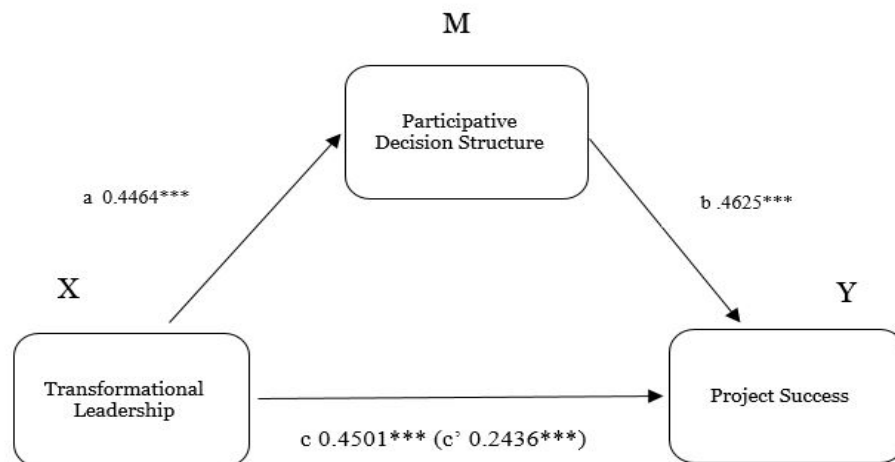 M
Participative
Decision Structure
a 0.4464***
b .4625***
X
Y
Transformational
Leadership
Project Success
c 0.4501*** (c’ 0.2436***)